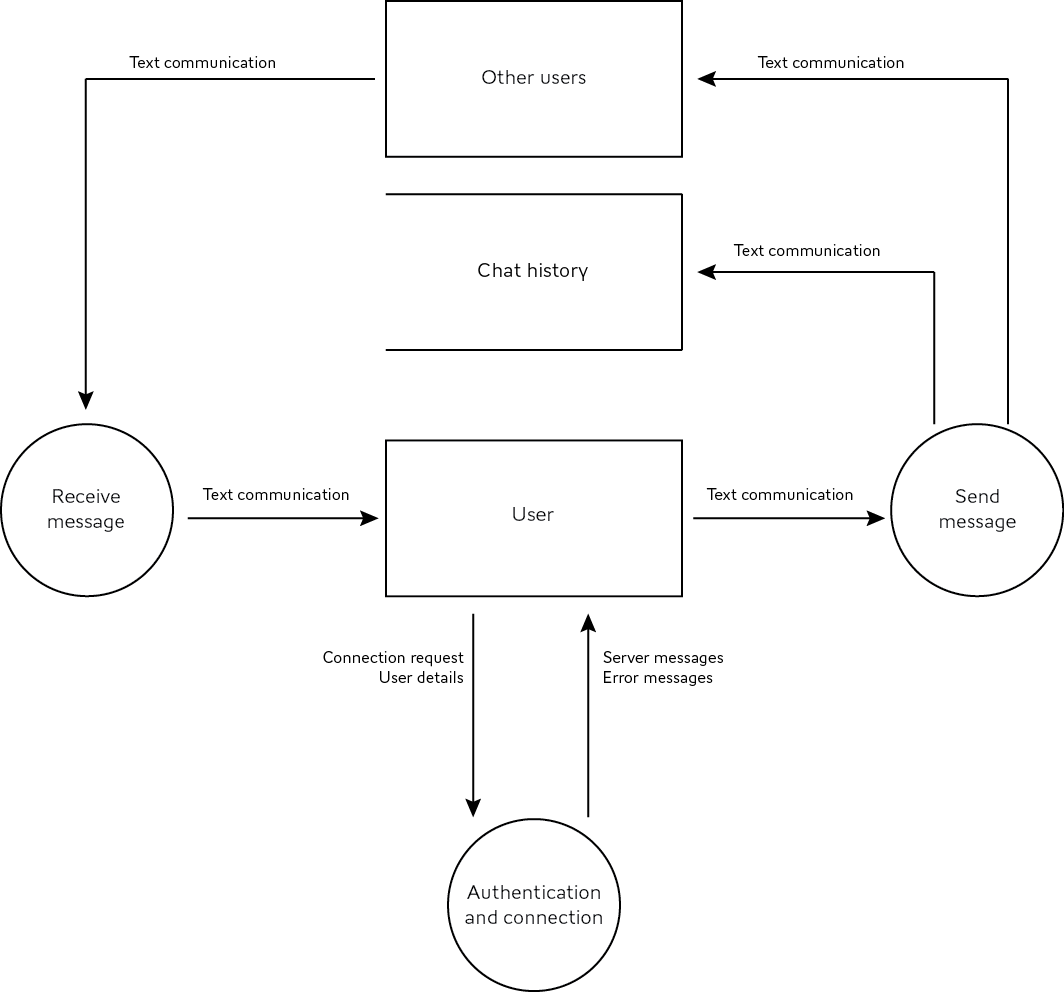 Text communication
Text communication
Other users
Text communication
Chat history
Receive
message
Text communication
User
Text communication
Send
message
Connection request
User details
Server messages
Error messages
Authentication
and connection